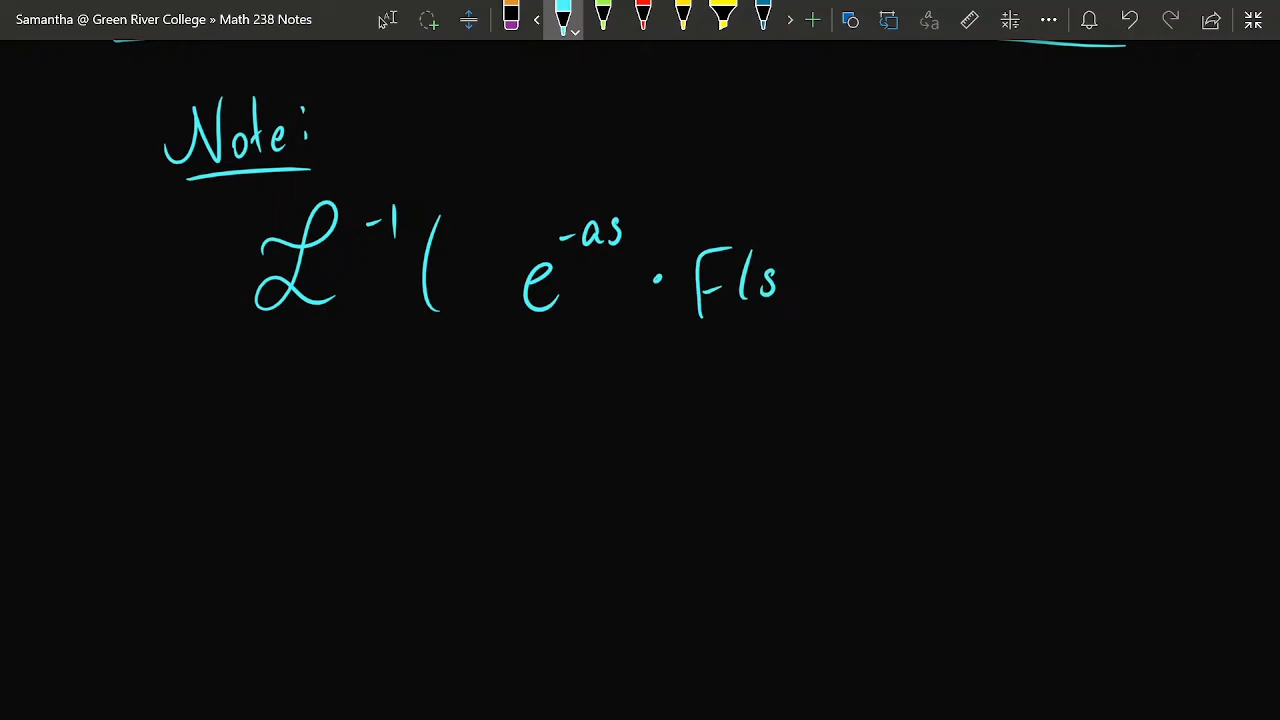 Samantha @ Green River College » Math 238 Notes
Note:
ℒ⁻¹( e⁻ᵃˢ · F(s